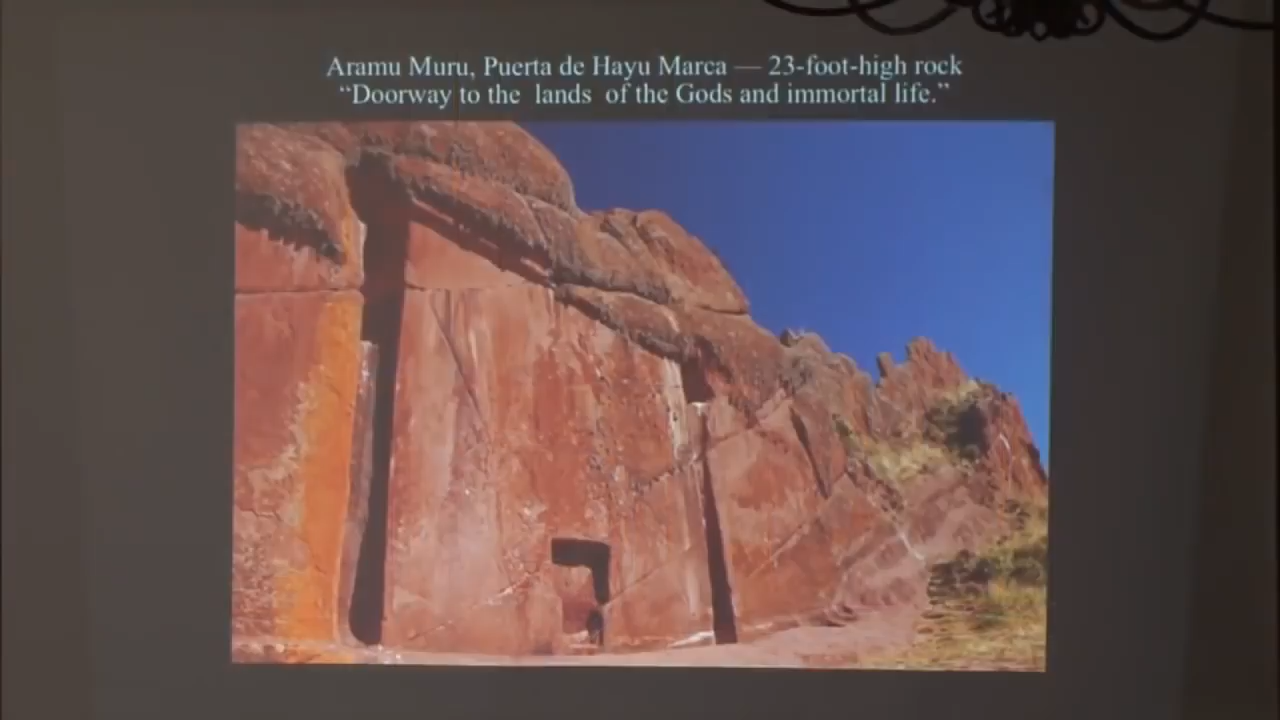 Aramu Muru, Puerta de Hayu Marca — 23-foot-high rock
“Doorway to the lands of the Gods and immortal life.”